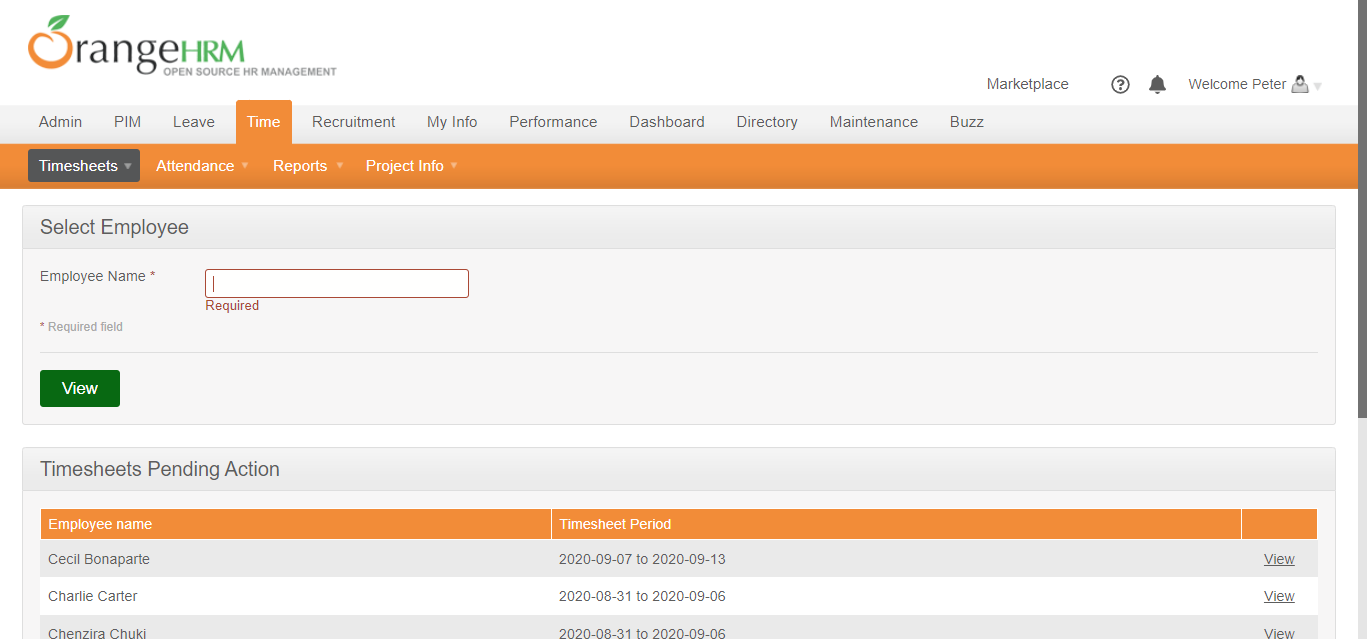 OrangeHRM
OPEN SOURCE HR MANAGEMENT
Marketplace Welcome Peter
Admin PIM Leave Time Recruitment My Info Performance Dashboard Directory Maintenance Buzz
Timesheets Attendance Reports Project Info
Select Employee
Employee Name *
Required
* Required field
View
Timesheets Pending Action
Employee name Timesheet Period
Cecil Bonaparte 2020-09-07 to 2020-09-13 View
Charlie Carter 2020-08-31 to 2020-09-06 View
Chenzira Chuki 2020-08-31 to 2020-09-06 View